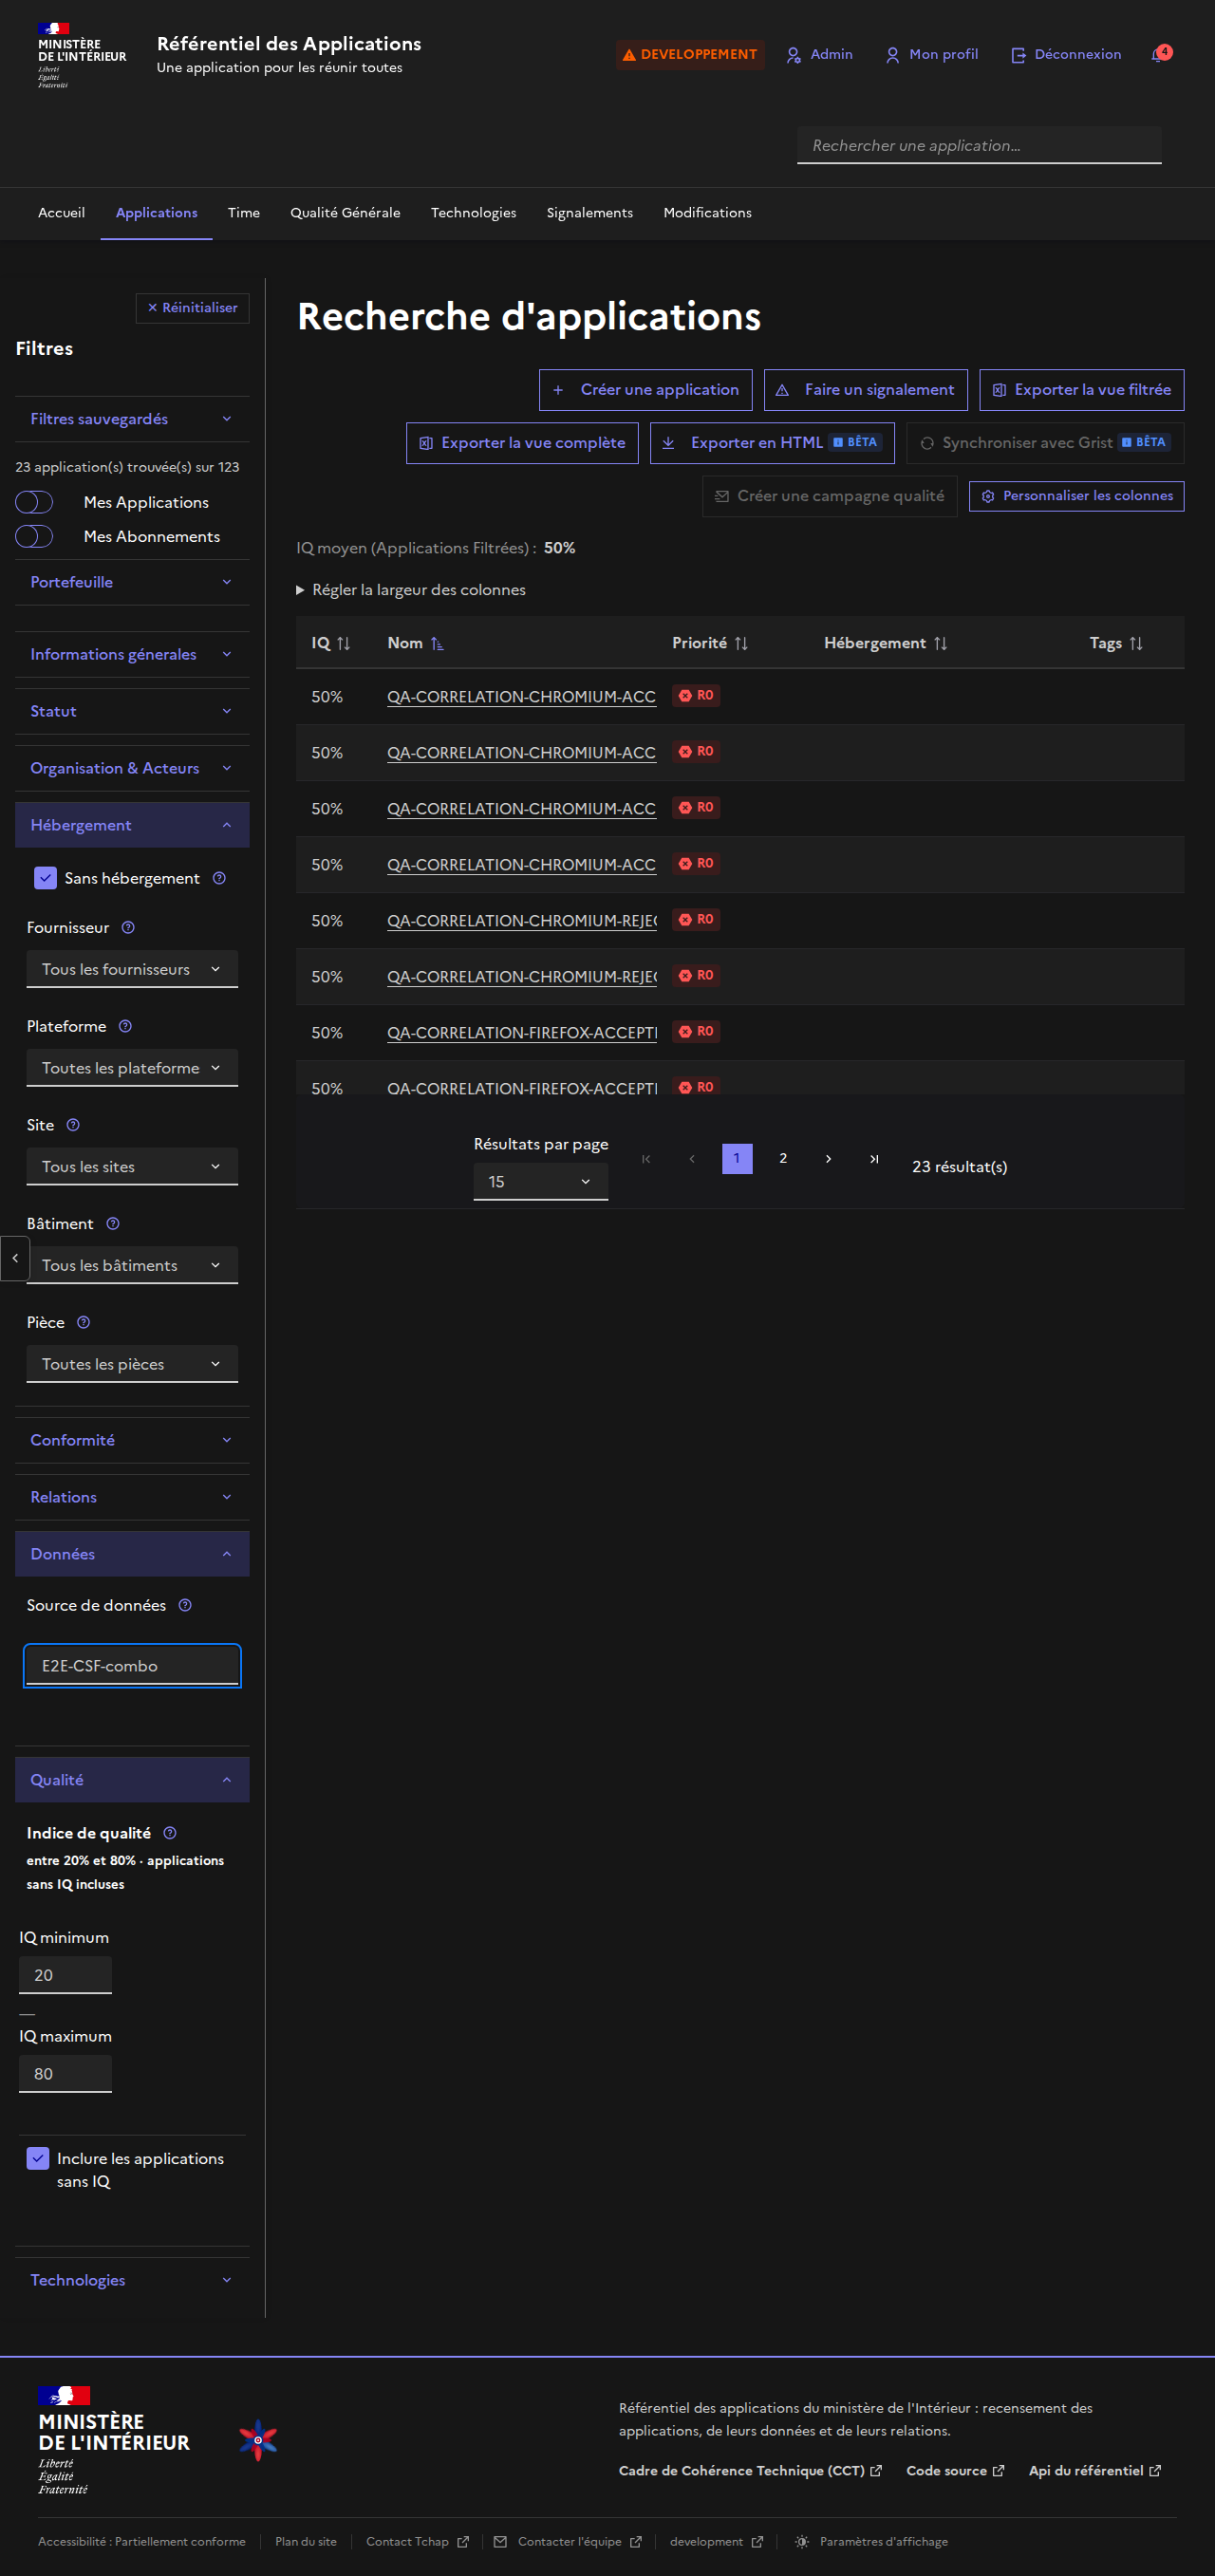 MINISTÈRE
DE L'INTÉRIEUR
Liberté
Égalité
Fraternité
Référentiel des Applications
Une application pour les réunir toutes
DEVELOPPEMENT
Admin
Mon profil
Déconnexion
4
Rechercher une application...
Accueil
Applications
Time
Qualité Générale
Technologies
Signalements
Modifications
Réinitialiser
Filtres
Filtres sauvegardés
23 application(s) trouvée(s) sur 123
Mes Applications
Mes Abonnements
Portefeuille
Informations génerales
Statut
Organisation & Acteurs
Hébergement
Sans hébergement
Fournisseur
Tous les fournisseurs
Plateforme
Toutes les plateforme
Site
Tous les sites
Bâtiment
Tous les bâtiments
Pièce
Toutes les pièces
Conformité
Relations
Données
Source de données
E2E-CSF-combo
Qualité
Indice de qualité
entre 20% et 80% · applications
sans IQ incluses
IQ minimum
20
—
IQ maximum
80
Inclure les applications
sans IQ
Technologies
Recherche d'applications
Créer une application
Faire un signalement
Exporter la vue filtrée
Exporter la vue complète
Exporter en HTML BÊTA
Synchroniser avec Grist BÊTA
Créer une campagne qualité
Personnaliser les colonnes
IQ moyen (Applications Filtrées) : 50%
Régler la largeur des colonnes
IQ Nom Priorité Hébergement Tags
50% QA-CORRELATION-CHROMIUM-ACC R0
50% QA-CORRELATION-CHROMIUM-ACC R0
50% QA-CORRELATION-CHROMIUM-ACC R0
50% QA-CORRELATION-CHROMIUM-ACC R0
50% QA-CORRELATION-CHROMIUM-REJEC R0
50% QA-CORRELATION-CHROMIUM-REJEC R0
50% QA-CORRELATION-FIREFOX-ACCEPTE R0
50% QA-CORRELATION-FIREFOX-ACCEPTE R0
Résultats par page
15
1 2
23 résultat(s)
MINISTÈRE
DE L'INTÉRIEUR
Liberté
Égalité
Fraternité
Référentiel des applications du ministère de l'Intérieur : recensement des
applications, de leurs données et de leurs relations.
Cadre de Cohérence Technique (CCT)
Code source
Api du référentiel
Accessibilité : Partiellement conforme
Plan du site
Contact Tchap
Contacter l'équipe
development
Paramètres d'affichage